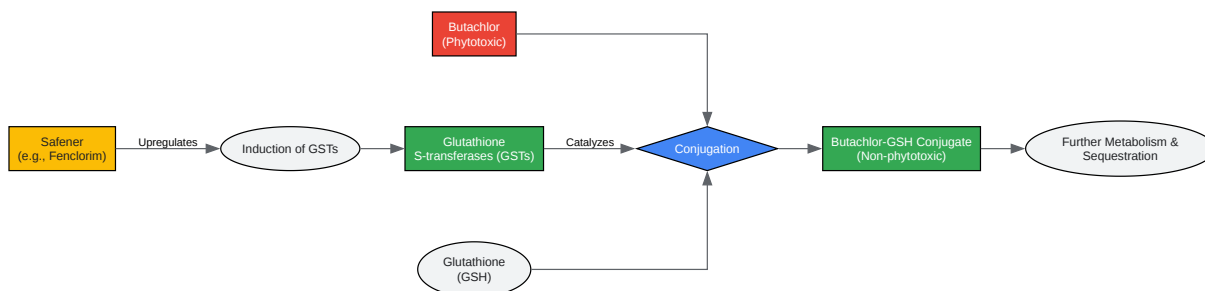 Butachlor
(Phytotoxic)
Safener
(e.g., Fenclorim)
Upregulates
Induction of GSTs
Glutathione
S-transferases (GSTs)
Catalyzes
Conjugation
Butachlor-GSH Conjugate
(Non-phytotoxic)
Further Metabolism &
Sequestration
Glutathione
(GSH)